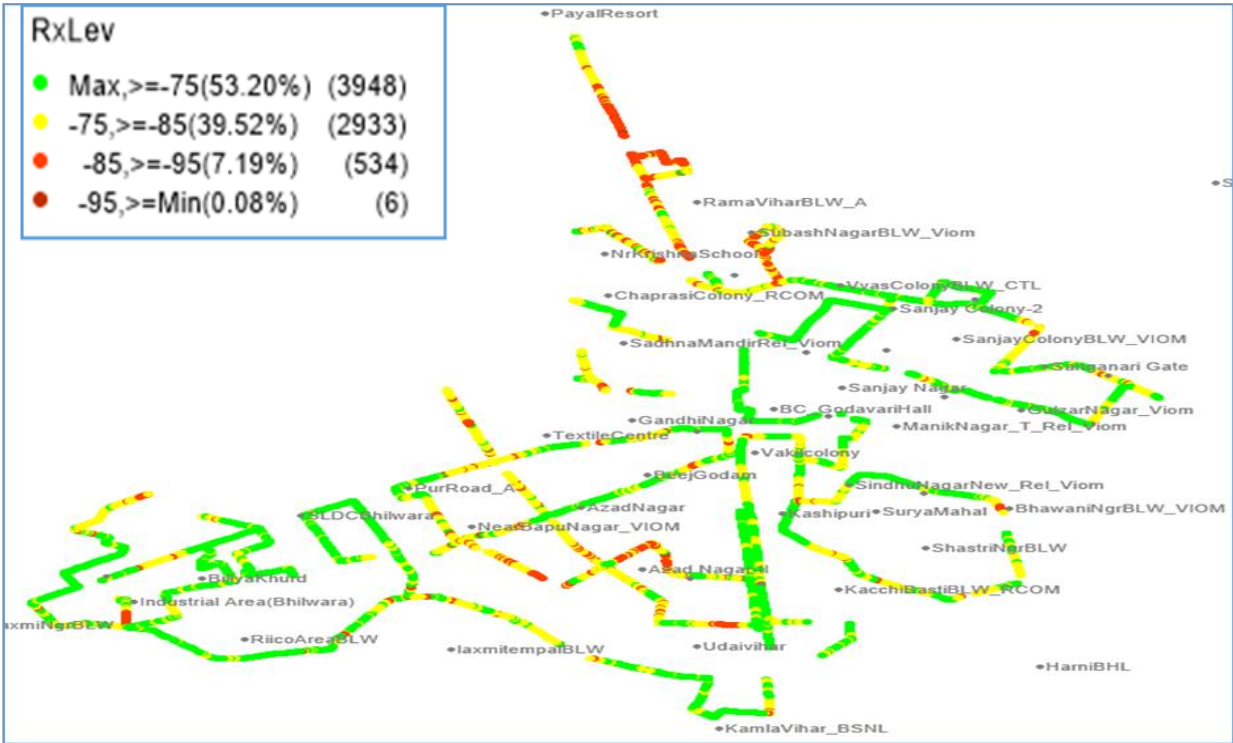 RxLev
Max,>=-75(53.20%) (3948)
-75,>=-85(39.52%) (2933)
-85,>=-95(7.19%) (534)
-95,>=Min(0.08%) (6)
PayalResort
S
RamaViharBLW_A
SubashNagarBLW_Viom
NrKrishnaSchool
VyasColonyBLW_CTL
ChaprasiColony_RCOM
Sanjay Colony-2
SadhnaMandirRel_Viom
SanjayColonyBLW_VIOM
Sanganari Gate
Sanjay Nagar
BC_GodavariHall
GulzarNagar_Viom
GandhiNagar
ManikNagar_T_Rel_Viom
TextileCentre
Vakilcolony
BeejGodam
PurRoad_A
SindhuNagarNew_Rel_Viom
AzadNagar
BhawaniNgrBLW_VIOM
SLDCBhilwara
Kashipuri
SuryaMahal
NearBapuNagar_VIOM
ShastriNgrBLW
Azad Nagar-II
BiliyaKhurd
KacchiBastiBLW_RCOM
Industrial Area(Bhilwara)
axmiNgrBLW
RiicoAreaBLW
laxmitempalBLW
Udaivihar
HarniBHL
KamlaVihar_BSNL